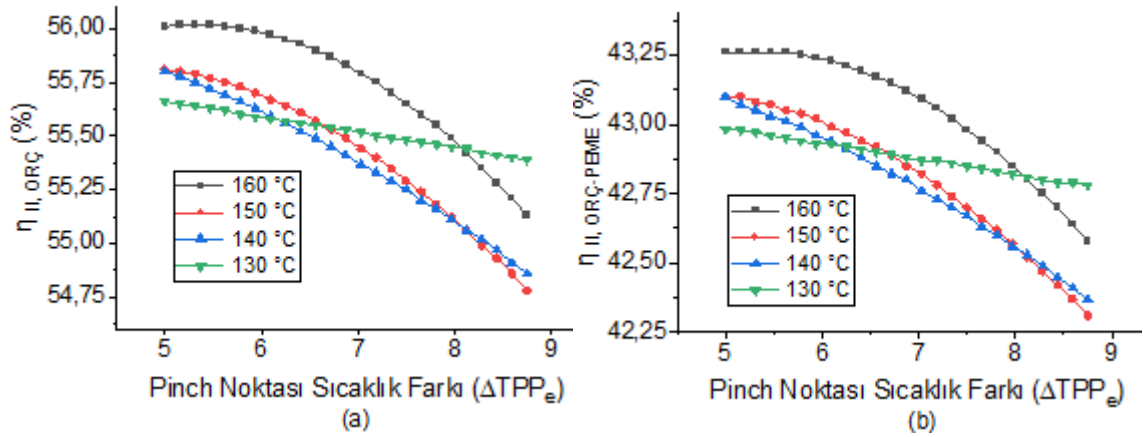 56,00
55,75
55,50
55,25
55,00
54,75
η II, ORÇ (%)
160 °C
150 °C
140 °C
130 °C
5 6 7 8 9
Pinch Noktası Sıcaklık Farkı (ΔTPPe)
(a)
43,25
43,00
42,75
42,50
42,25
η II, ORÇ-PEME (%)
160 °C
150 °C
140 °C
130 °C
5 6 7 8 9
Pinch Noktası Sıcaklık Farkı (ΔTPPe)
(b)